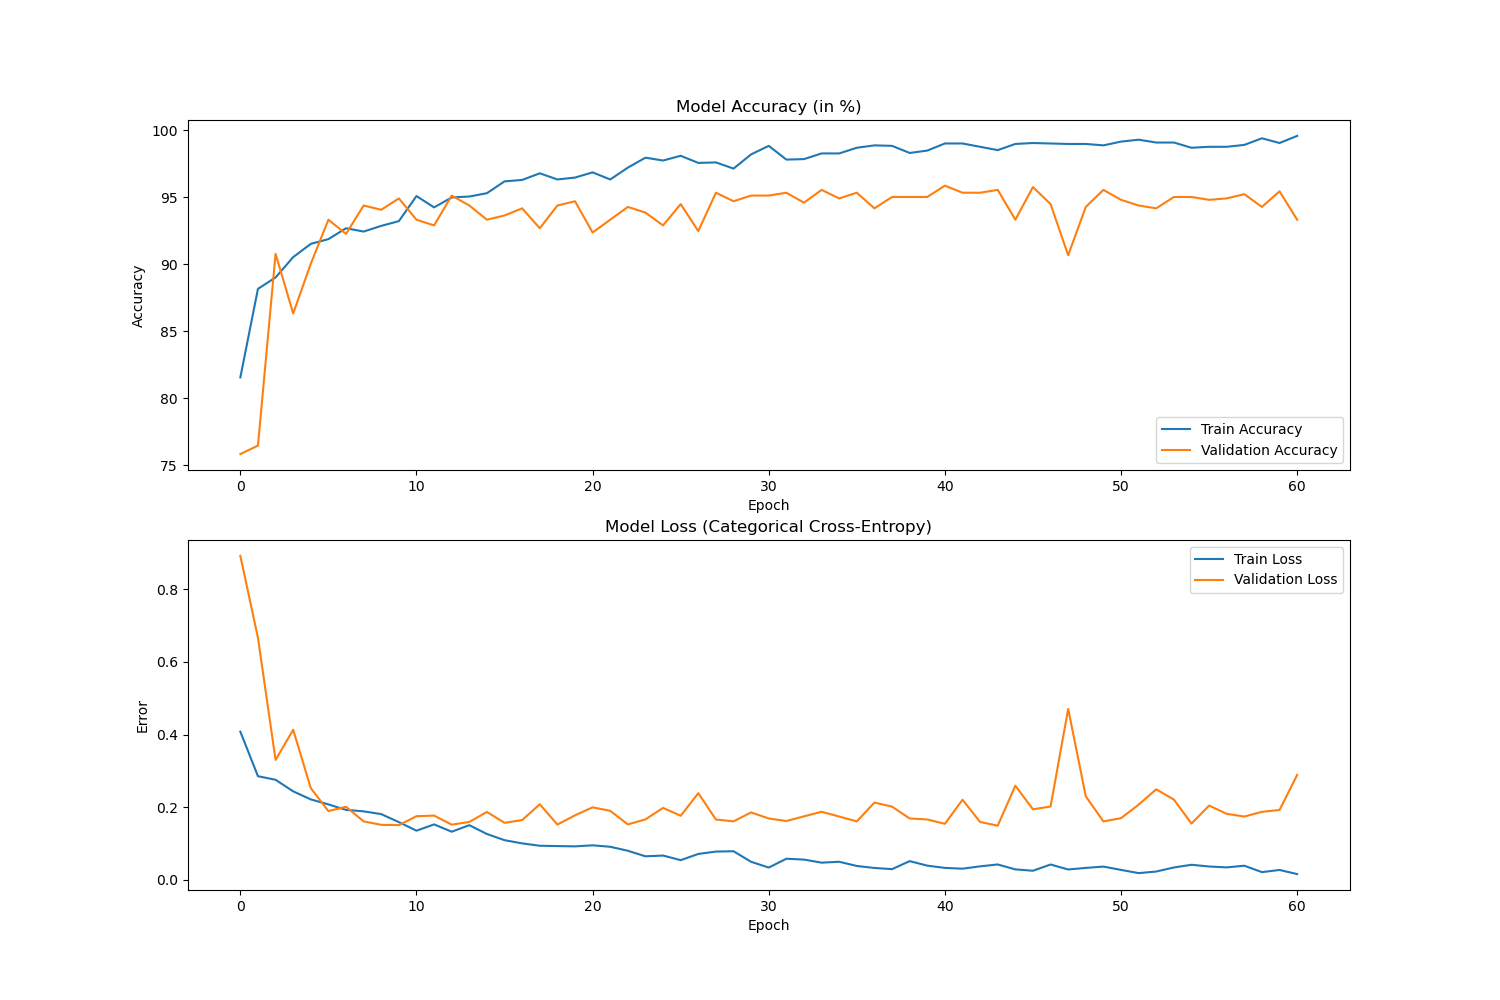 Model Accuracy (in %)
100
95
90
85
80
75
Accuracy
Train Accuracy
Validation Accuracy
0 10 20 30 40 50 60
Epoch
Model Loss (Categorical Cross-Entropy)
0.8
0.6
0.4
0.2
0.0
Error
Train Loss
Validation Loss
0 10 20 30 40 50 60
Epoch